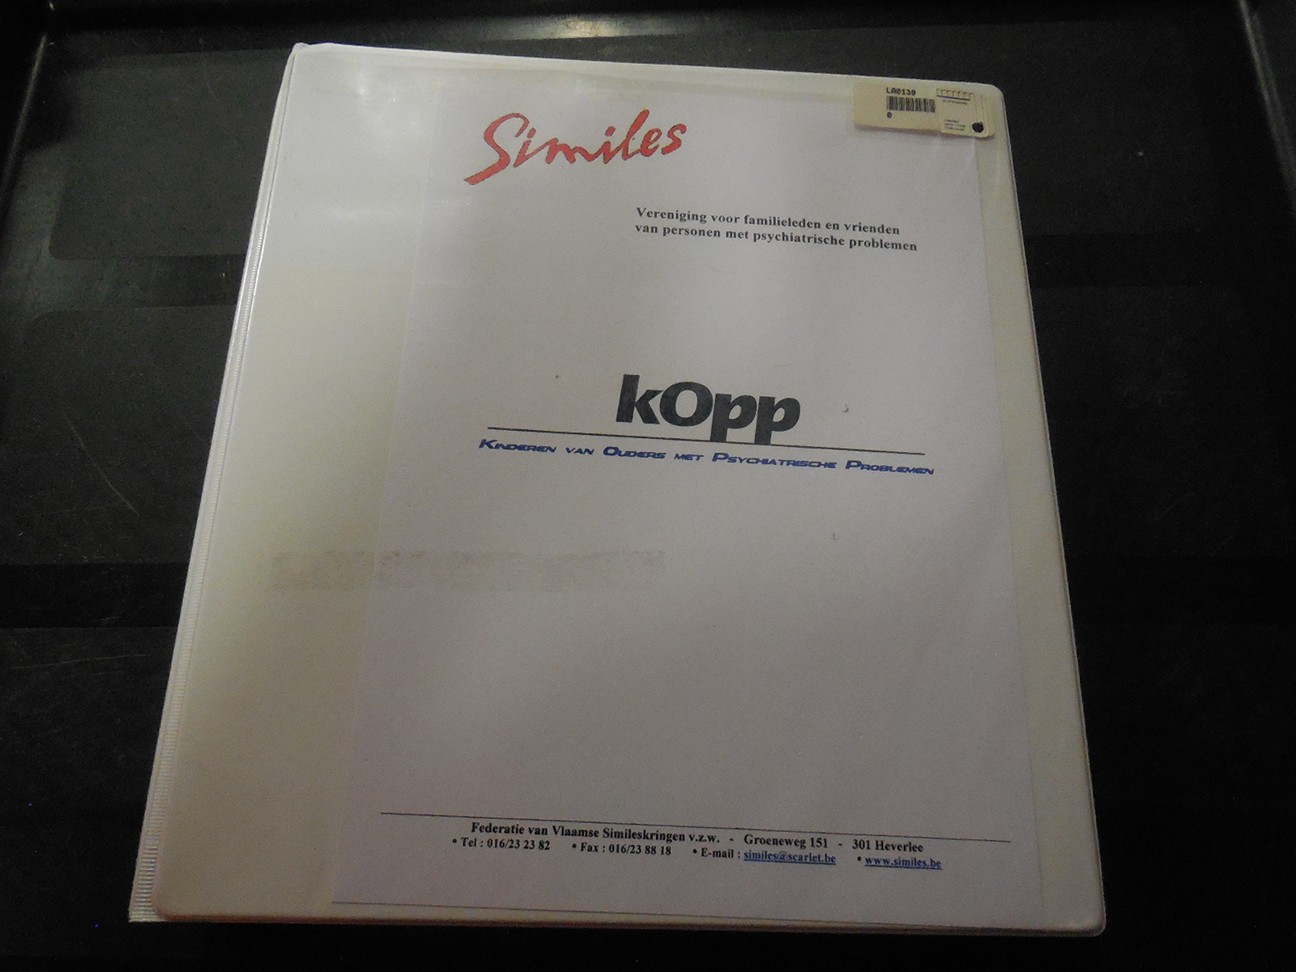 LA0139
0
Similes
Vereniging voor familieleden en vrienden
van personen met psychiatrische problemen
kOpp
Kinderen van Ouders met Psychiatrische Problemen
Federatie van Vlaamse Simileskringen v.z.w. - Groeneweg 151 - 301 Heverlee
• Tel : 016/23 23 82 • Fax : 016/23 88 18 • E-mail : similes@scarlet.be • www.similes.be